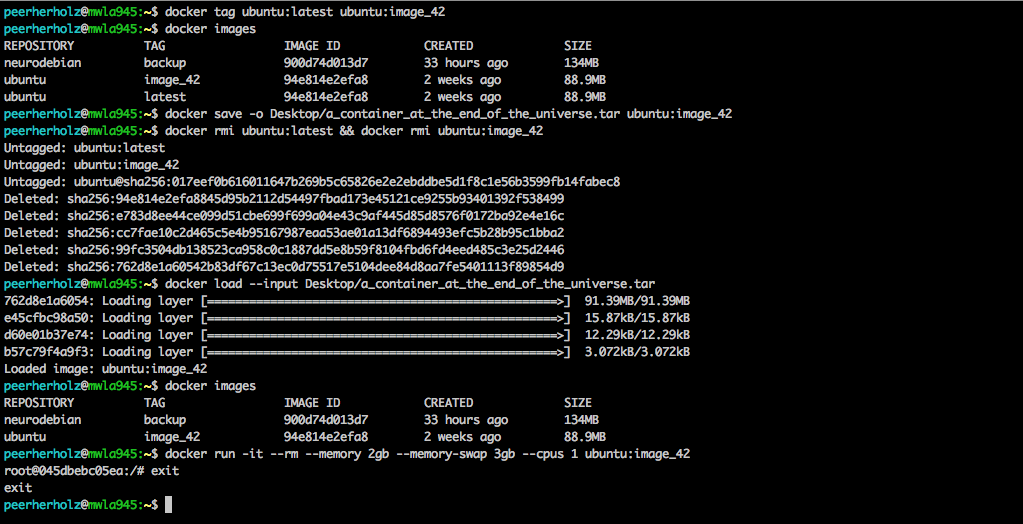 peerherholz@mwla945:~$ docker tag ubuntu:latest ubuntu:image_42
peerherholz@mwla945:~$ docker images
REPOSITORY          TAG                 IMAGE ID            CREATED             SIZE
neurodebian         backup              900d74d013d7        33 hours ago        134MB
ubuntu              image_42            94e814e2efa8        2 weeks ago         88.9MB
ubuntu              latest              94e814e2efa8        2 weeks ago         88.9MB
peerherholz@mwla945:~$ docker save -o Desktop/a_container_at_the_end_of_the_universe.tar ubuntu:image_42
peerherholz@mwla945:~$ docker rmi ubuntu:latest && docker rmi ubuntu:image_42
Untagged: ubuntu:latest
Untagged: ubuntu:image_42
Untagged: ubuntu@sha256:017eef0b616011647b269b5c65826e2e2ebddbe5d1f8c1e56b3599fb14fabec8
Deleted: sha256:94e814e2efa8845d95b2112d54497fbad173e45121ce9255b93401392f538499
Deleted: sha256:e783d8ee44ce099d51cbe699f699a04e43c9af445d85d8576f0172ba92e4e16c
Deleted: sha256:cc7fae10c2d465c5e4b95167987eaa53ae01a13df6894493efc5b28b95c1bba2
Deleted: sha256:99fc3504db138523ca958c0c1887dd5e8b59f8104fbd6fd4eed485c3e25d2446
Deleted: sha256:762d8e1a60542b83df67c13ec0d75517e5104dee84d8aa7fe5401113f89854d9
peerherholz@mwla945:~$ docker load --input Desktop/a_container_at_the_end_of_the_universe.tar
762d8e1a6054: Loading layer [==================================================>]  91.39MB/91.39MB
e45cfbc98a50: Loading layer [==================================================>]  15.87kB/15.87kB
d60e01b37e74: Loading layer [==================================================>]  12.29kB/12.29kB
b57c79f4a9f3: Loading layer [==================================================>]  3.072kB/3.072kB
Loaded image: ubuntu:image_42
peerherholz@mwla945:~$ docker images
REPOSITORY          TAG                 IMAGE ID            CREATED             SIZE
neurodebian         backup              900d74d013d7        33 hours ago        134MB
ubuntu              image_42            94e814e2efa8        2 weeks ago         88.9MB
peerherholz@mwla945:~$ docker run -it --rm --memory 2gb --memory-swap 3gb --cpus 1 ubuntu:image_42
root@045dbebc05ea:/# exit
exit
peerherholz@mwla945:~$